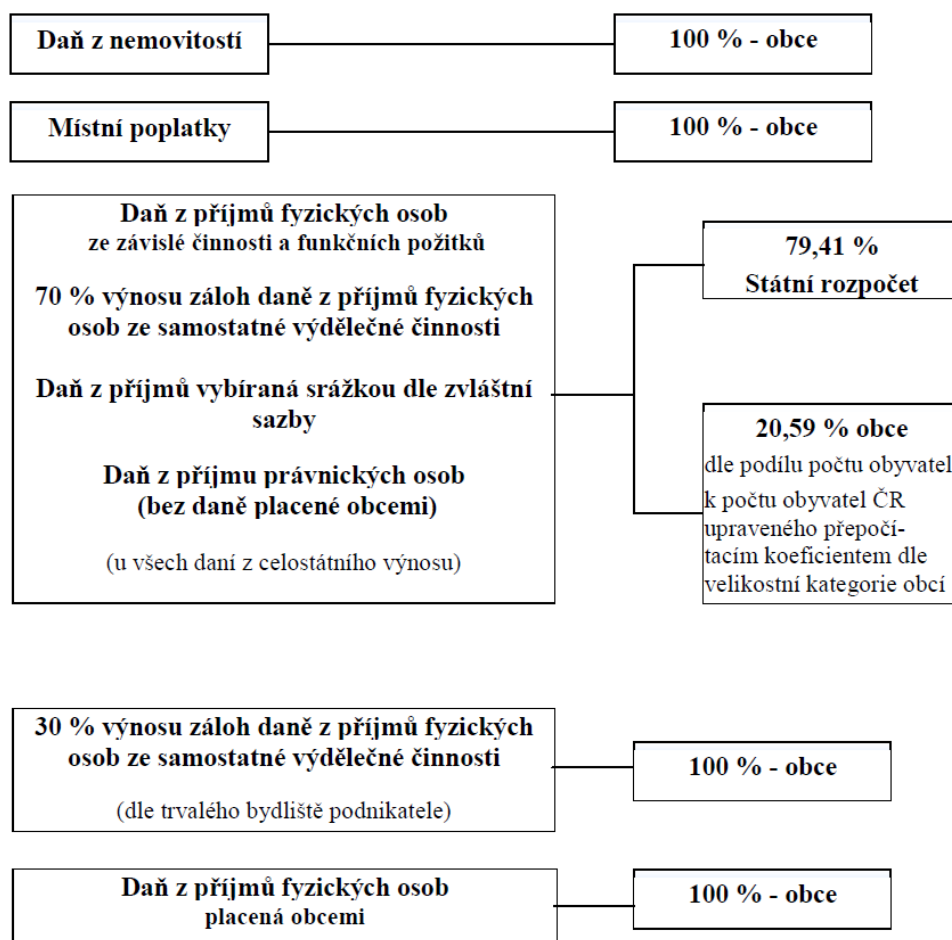 Daň z nemovitostí
100 % - obce
Místní poplatky
100 % - obce
Daň z příjmů fyzických osob
ze závislé činnosti a funkčních požitků
70 % výnosu záloh daně z příjmů fyzických
osob ze samostatné výdělečné činnosti
Daň z příjmů vybíraná srážkou dle zvláštní
sazby
Daň z příjmu právnických osob
(bez daně placené obcemi)
(u všech daní z celostátního výnosu)
79,41 %
Státní rozpočet
20,59 % obce
dle podílu počtu obyvatel
k počtu obyvatel ČR
upraveného přepočí-
tacím koeficientem dle
velikostní kategorie obcí
30 % výnosu záloh daně z příjmů fyzických
osob ze samostatné výdělečné činnosti
(dle trvalého bydliště podnikatele)
100 % - obce
Daň z příjmů fyzických osob
placená obcemi
100 % - obce